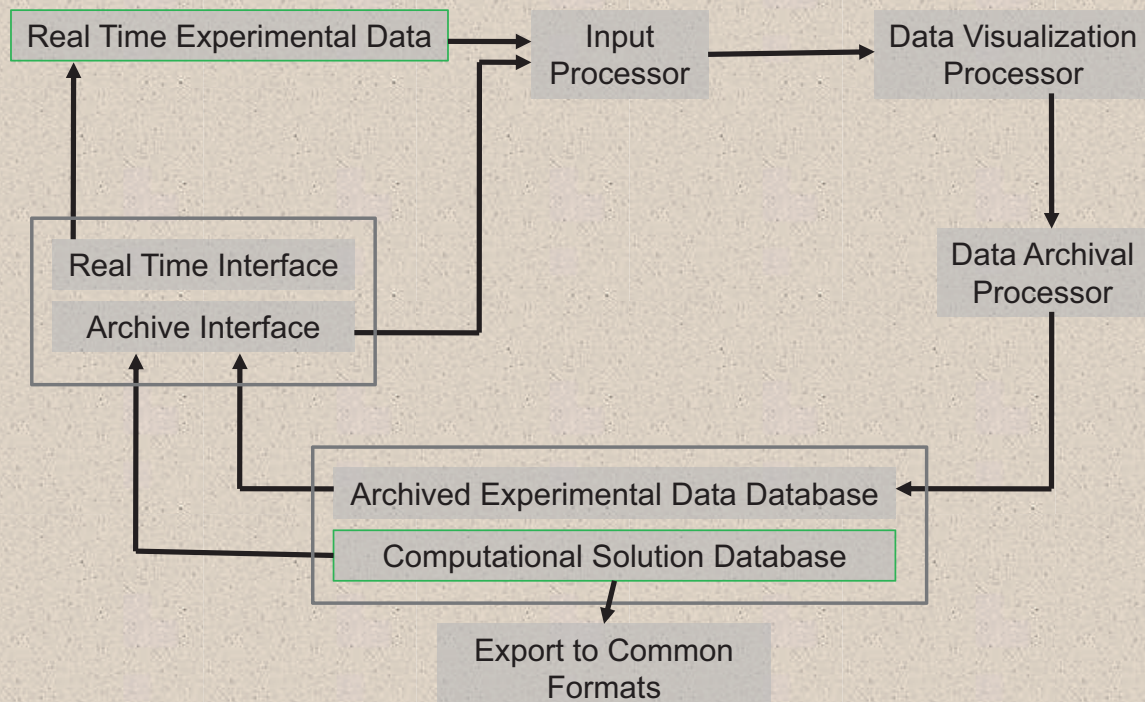 Real Time Experimental Data
Input
Processor
Data Visualization
Processor
Real Time Interface
Archive Interface
Data Archival
Processor
Archived Experimental Data Database
Computational Solution Database
Export to Common
Formats